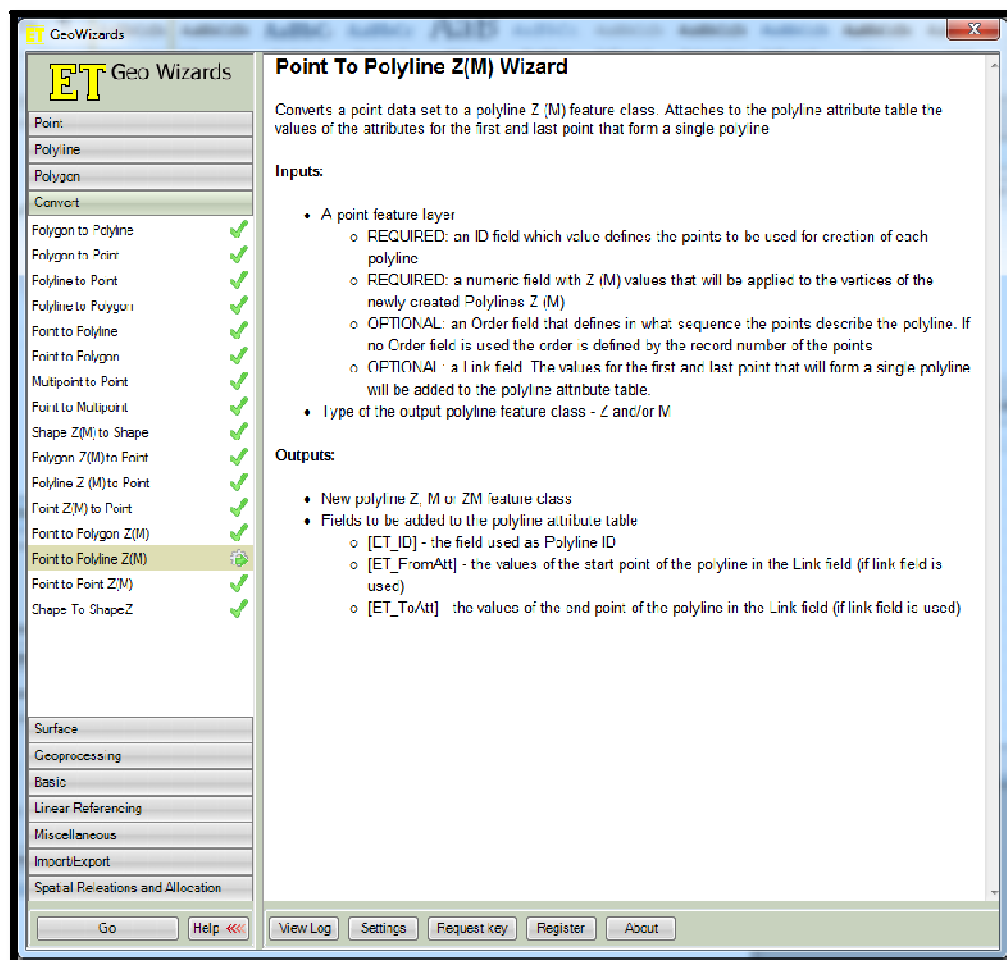 ET GeoWizards
x
ET Geo Wizards
Point
Polyline
Polygon
Convert
Polygon to Polyline
Polygon to Point
Polyline to Point
Polyline to Polygon
Point to Polyline
Point to Polygon
Multipoint to Point
Point to Multipoint
Shape Z(M) to Shape
Polygon Z(M) to Point
Polyline Z (M) to Point
Point Z(M) to Point
Point to Polygon Z(M)
Point to Polyline Z(M)
Point to Point Z(M)
Shape To ShapeZ
Surface
Geoprocessing
Basic
Linear Referencing
Miscellaneous
Import/Export
Spatial Releations and Allocation
Go
Help
Point To Polyline Z(M) Wizard
Converts a point data set to a polyline Z (M) feature class. Attaches to the polyline attribute table the
values of the attributes for the first and last point that form a single polyline
Inputs:
A point feature layer
REQUIRED: an ID field which value defines the points to be used for creation of each
polyline
REQUIRED: a numeric field with Z (M) values that will be applied to the vertices of the
newly created Polylines Z (M)
OPTIONAL: an Order field that defines in what sequence the points describe the polyline. If
no Order field is used the order is defined by the record number of the points
OPTIONAL: a Link field. The values for the first and last point that will form a single polyline
will be added to the polyline attribute table.
Type of the output polyline feature class - Z and/or M
Outputs:
New polyline Z, M or ZM feature class
Fields to be added to the polyline attribute table
[ET_ID] - the field used as Polyline ID
[ET_FromAtt] - the values of the start point of the polyline in the Link field (if link field is
used)
[ET_ToAtt] - the values of the end point of the polyline in the Link field (if link field is used)
View Log
Settings
Request key
Register
About